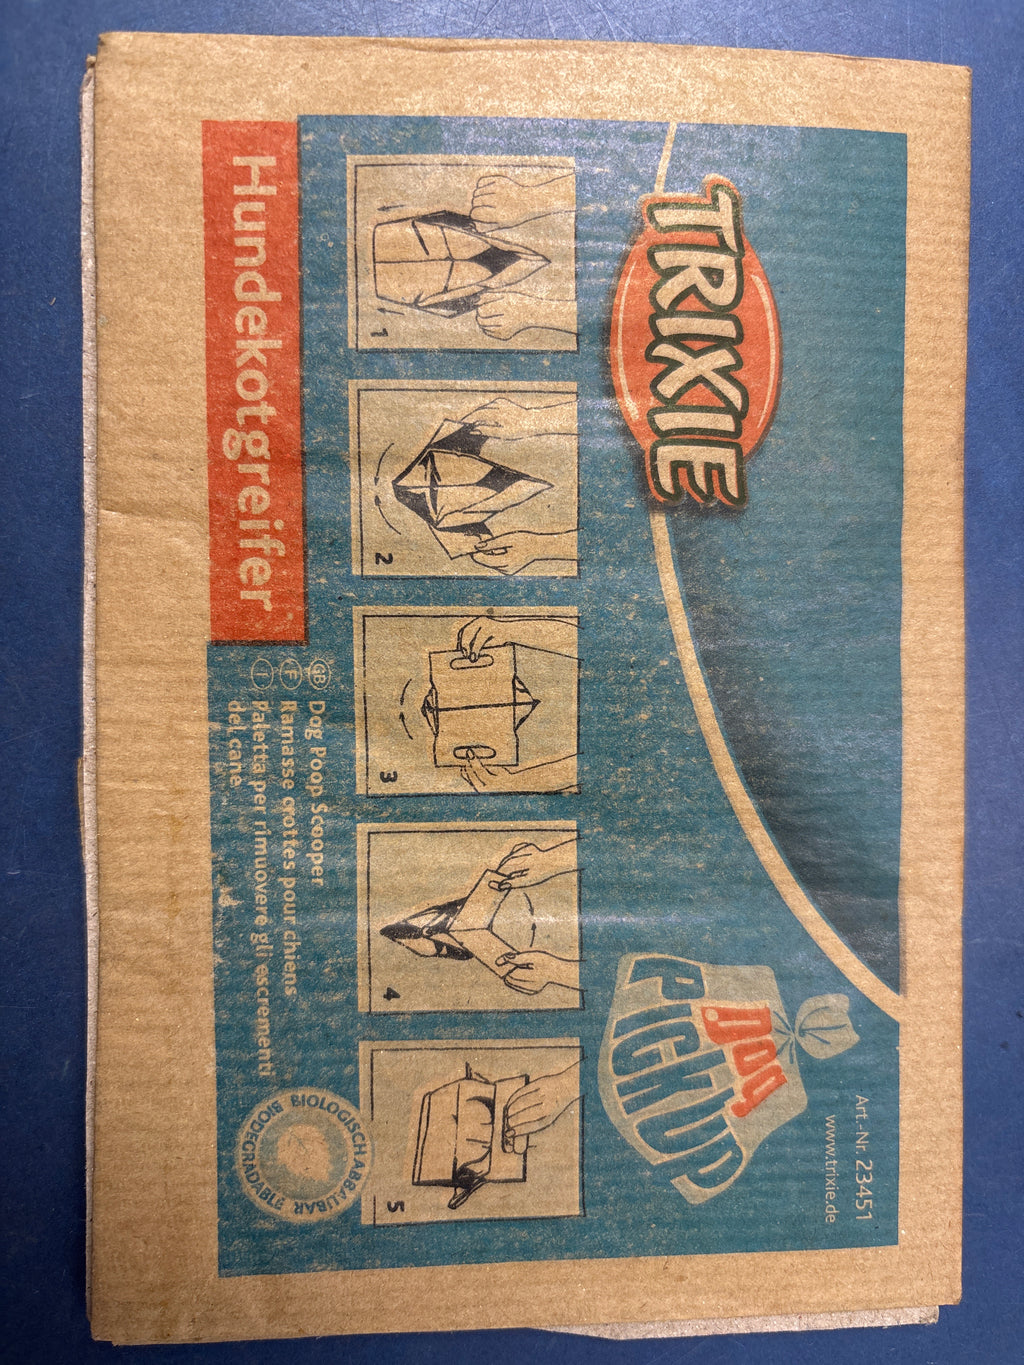 TRIXIE
Art.-Nr. 23451
www.trixie.de
Dog
PICK UP
1
2
3
4
5
Hundekotgreifer
GB Dog Poop Scooper
F Ramasse crottes pour chiens
I Paletta per rimuovere gli escrementi
del cane
BIOLOGISCH ABBAUBAR
BIODEGRADABLE